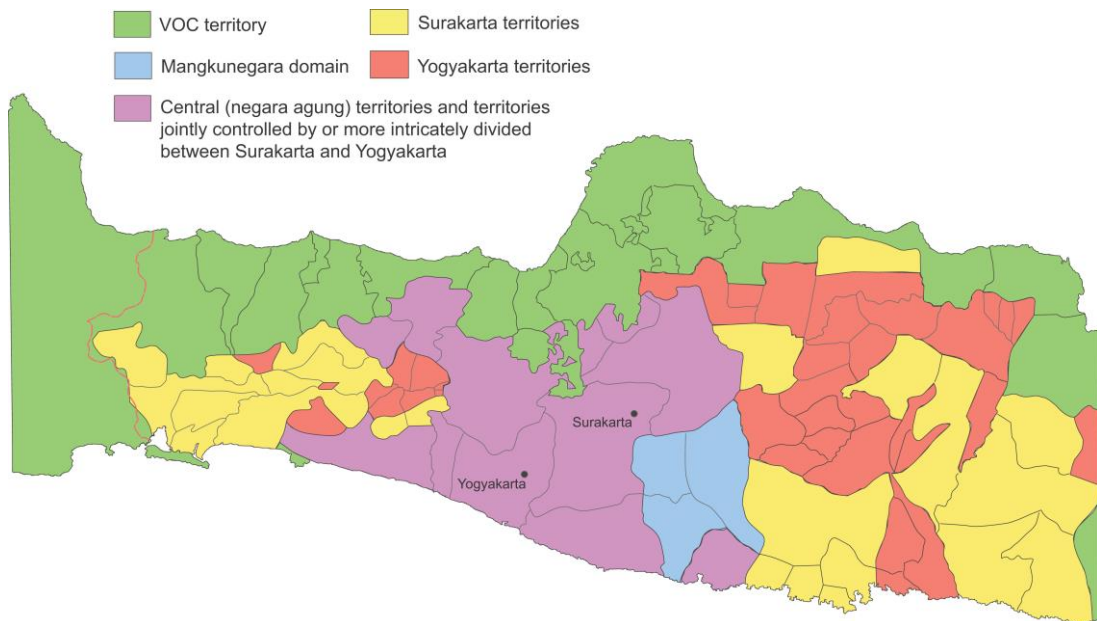 VOC territory
Surakarta territories
Mangkunegara domain
Yogyakarta territories
Central (negara agung) territories and territories
jointly controlled by or more intricately divided
between Surakarta and Yogyakarta
Surakarta
Yogyakarta